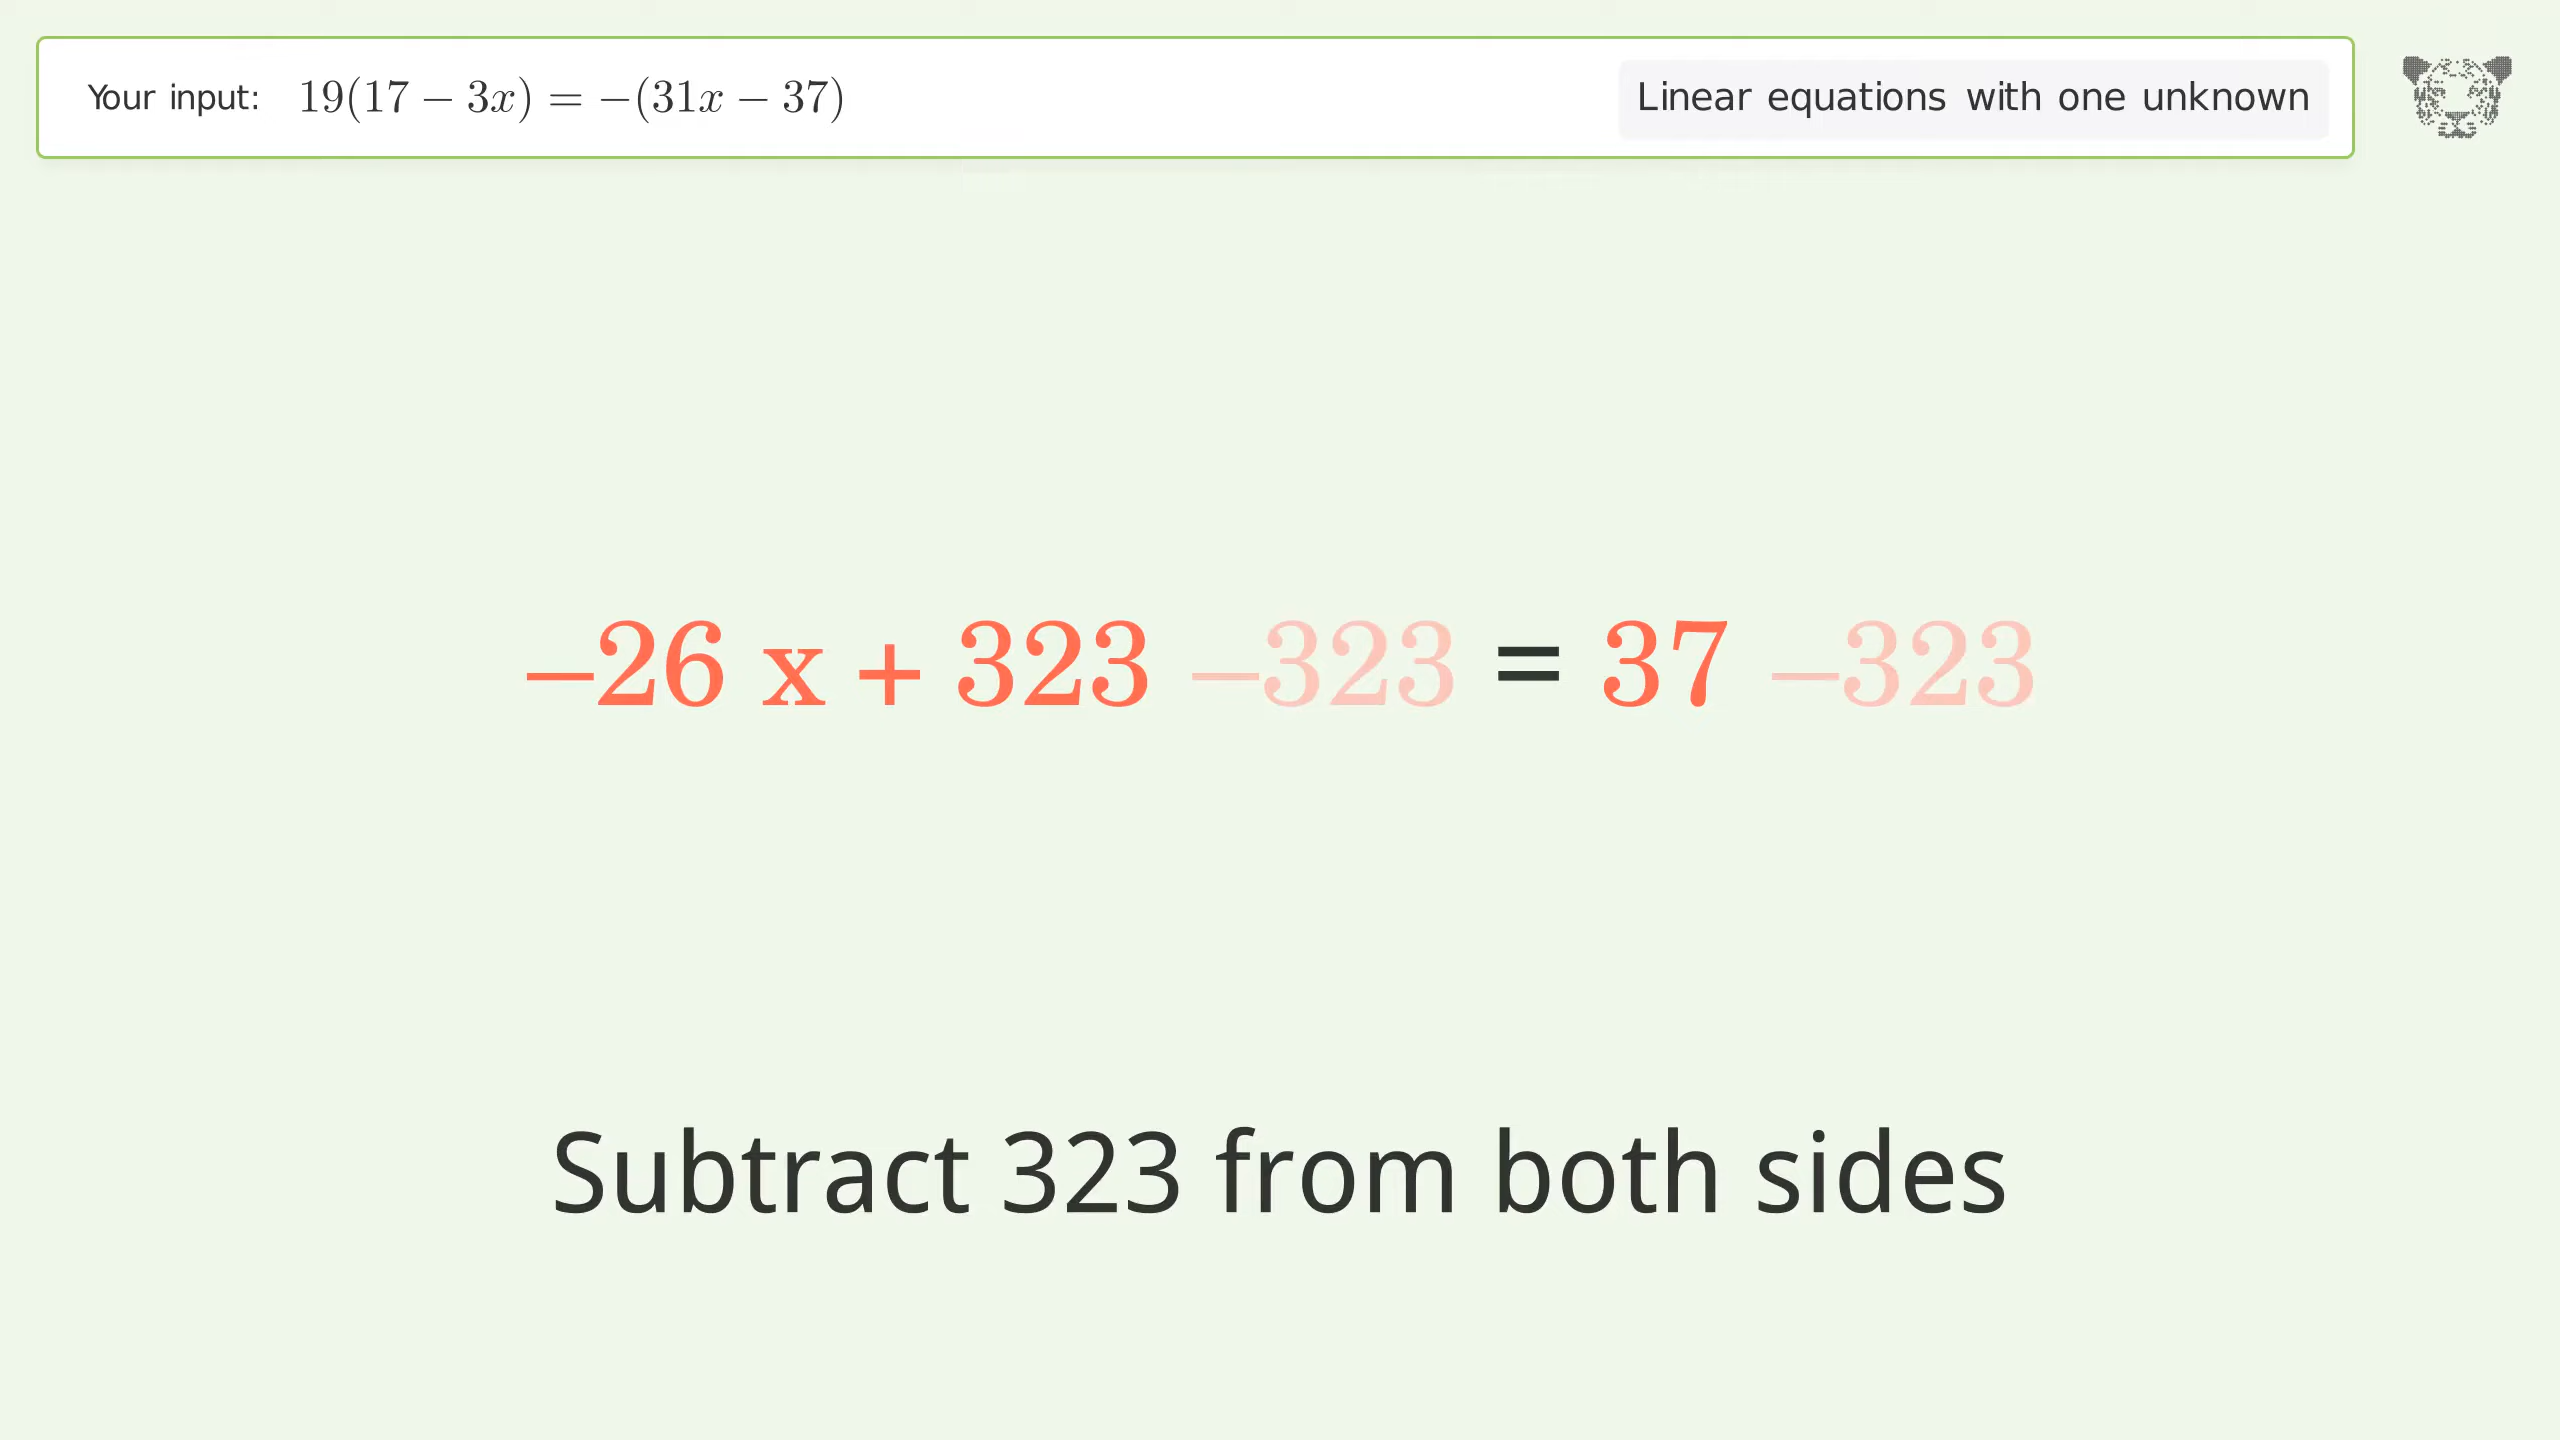 Your input: 19(17 − 3x) = −(31x − 37) Linear equations with one unknown
−26 x + 323 −323 = 37 −323
Subtract 323 from both sides